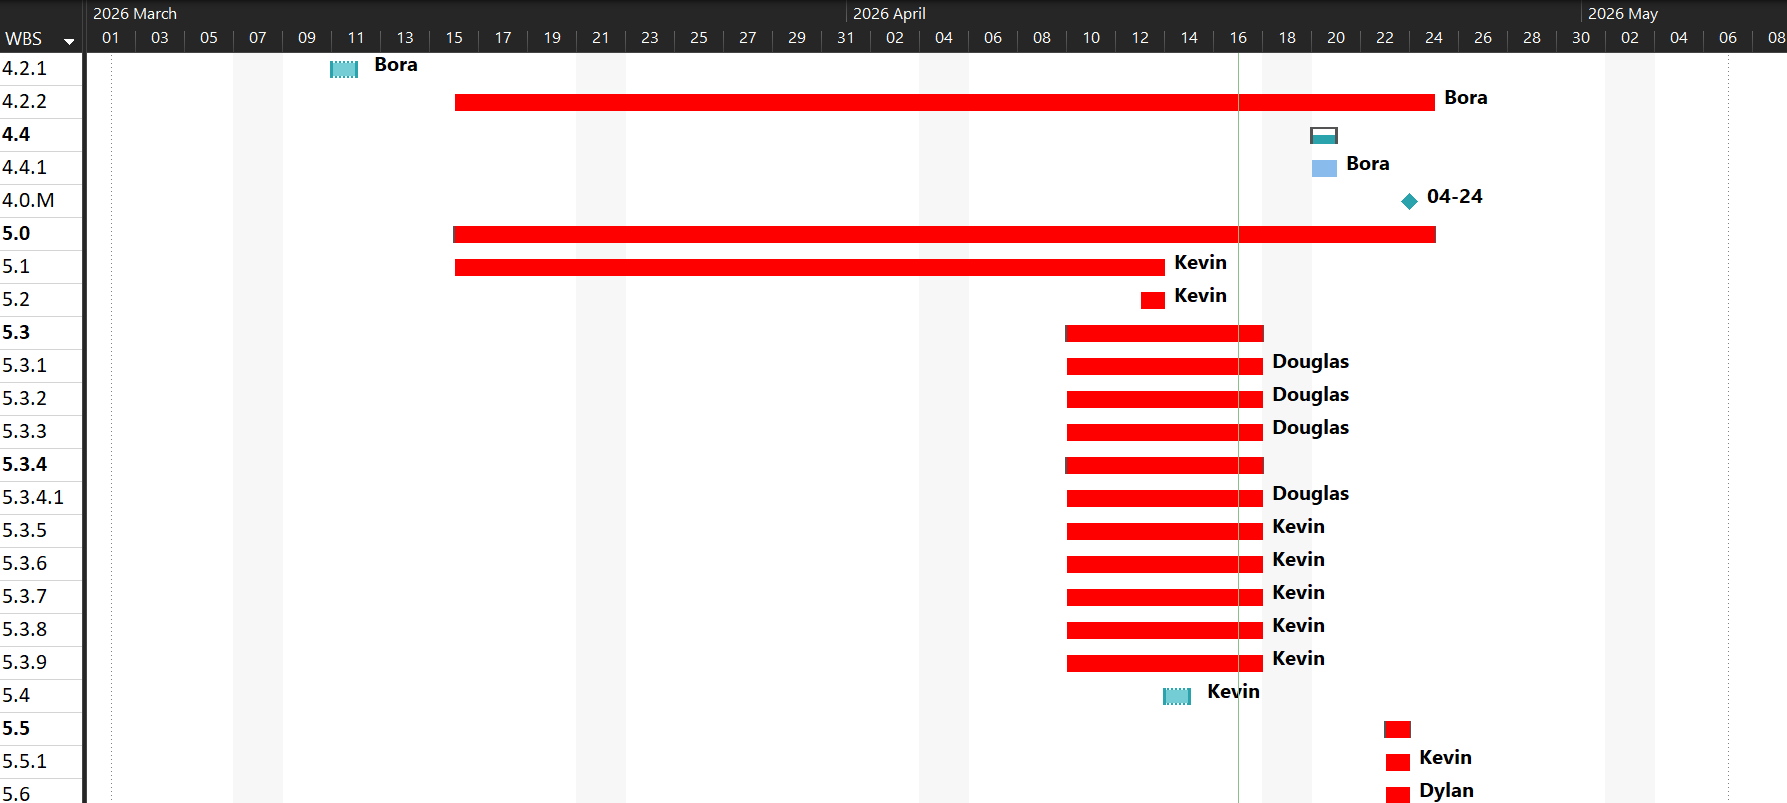 2026 March 2026 April 2026 May
WBS 01 03 05 07 09 11 13 15 17 19 21 23 25 27 29 31 02 04 06 08 10 12 14 16 18 20 22 24 26 28 30 02 04 06 08
4.2.1 Bora
4.2.2 Bora
4.4
4.4.1 Bora
4.0.M 04-24
5.0
5.1 Kevin
5.2 Kevin
5.3
5.3.1 Douglas
5.3.2 Douglas
5.3.3 Douglas
5.3.4
5.3.4.1 Douglas
5.3.5 Kevin
5.3.6 Kevin
5.3.7 Kevin
5.3.8 Kevin
5.3.9 Kevin
5.4 Kevin
5.5
5.5.1 Kevin
5.6 Dylan